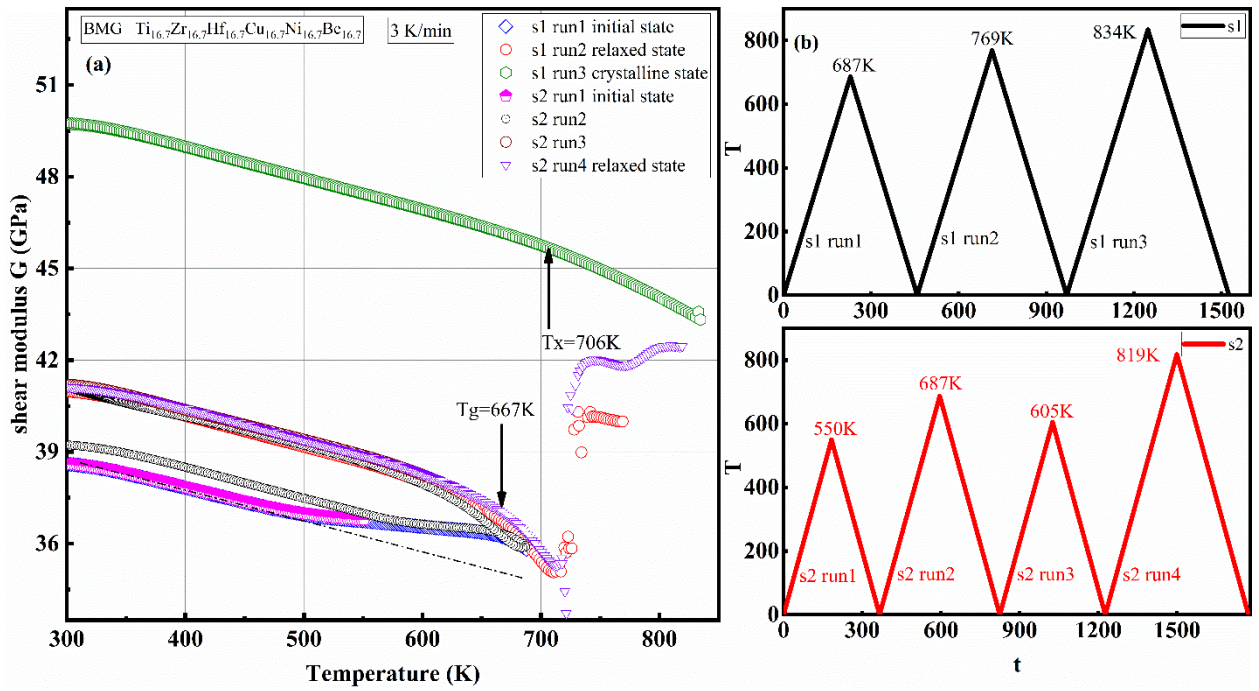 BMG Ti16.7Zr16.7Hf16.7Cu16.7Ni16.7Be16.7
3 K/min
(a)
s1 run1 initial state
s1 run2 relaxed state
s1 run3 crystalline state
s2 run1 initial state
s2 run2
s2 run3
s2 run4 relaxed state
51
48
45
42
39
36
shear modulus G (GPa)
Tx=706K
Tg=667K
300
400
500
600
700
800
Temperature (K)
(b)
s1
800
600
400
200
0
T
687K
769K
834K
s1 run1
s1 run2
s1 run3
0
300
600
900
1200
1500
s2
800
600
400
200
0
T
550K
687K
605K
819K
s2 run1
s2 run2
s2 run3
s2 run4
0
300
600
900
1200
1500
t